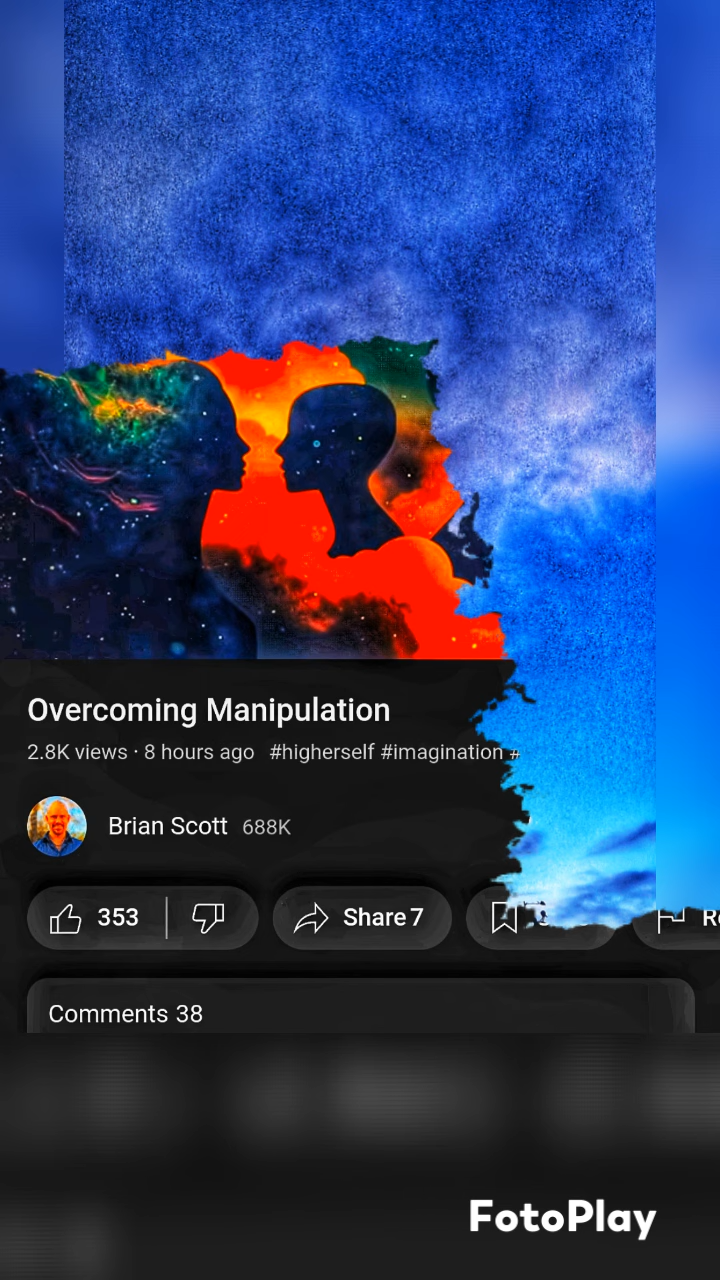 Overcoming Manipulation
2.8K views · 8 hours ago #higherself #imagination #
Brian Scott 688K
353 Share 7
Comments 38
FotoPlay